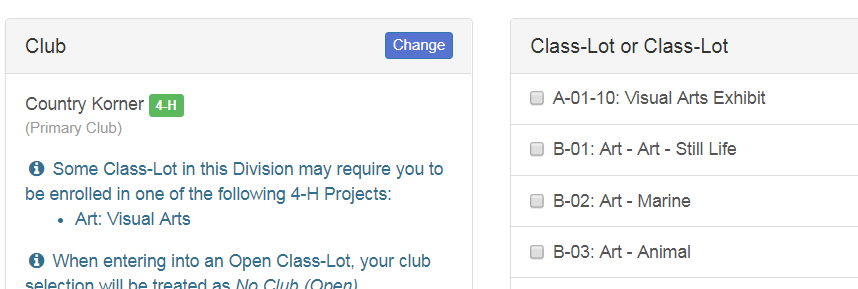 Club
Change
Country Korner 4-H
(Primary Club)
Some Class-Lot in this Division may require you to
be enrolled in one of the following 4-H Projects:
• Art: Visual Arts
When entering into an Open Class-Lot, your club
selection will be treated as No Club (Open)
Class-Lot or Class-Lot
A-01-10: Visual Arts Exhibit
B-01: Art - Art - Still Life
B-02: Art - Marine
B-03: Art - Animal